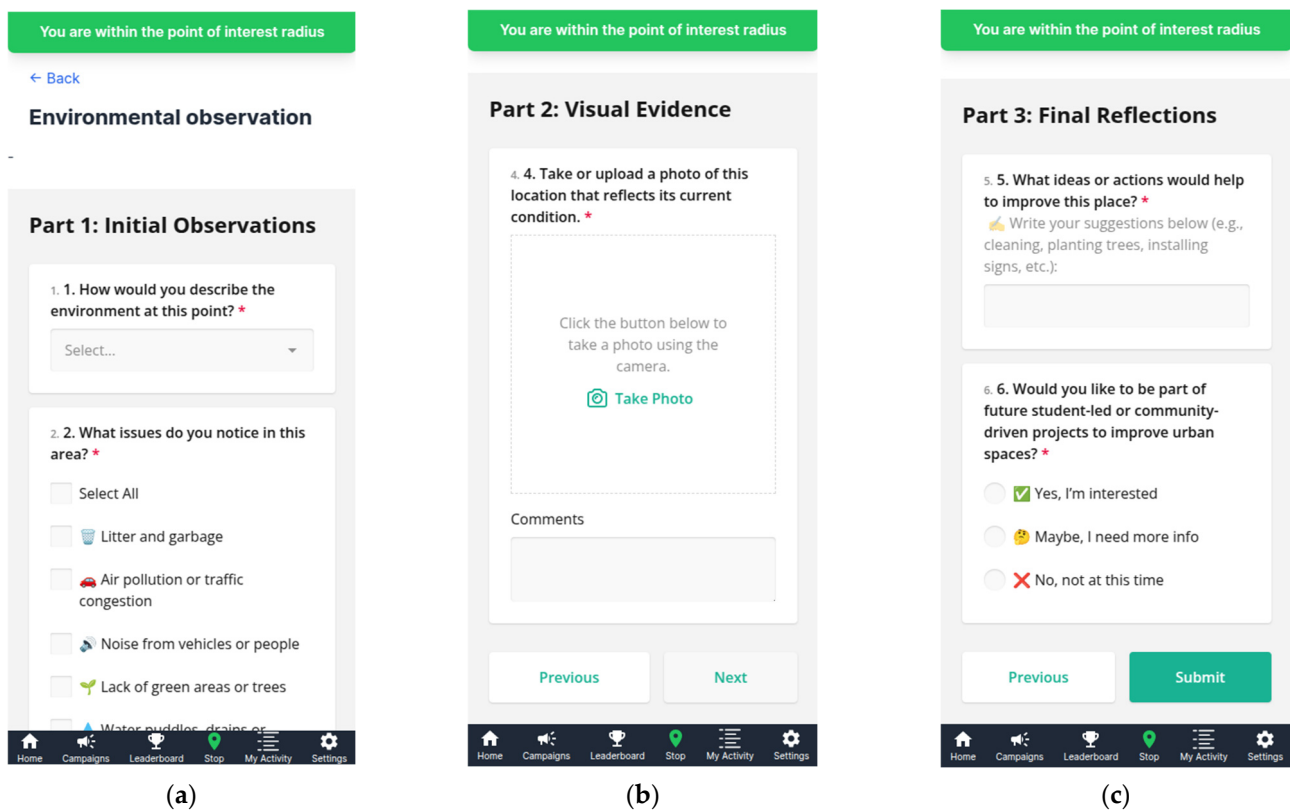 You are within the point of interest radius
← Back
Environmental observation
-
Part 1: Initial Observations
1. 1. How would you describe the
environment at this point? *
Select...
2. 2. What issues do you notice in this
area? *
Select All
🗑️ Litter and garbage
🚗 Air pollution or traffic
congestion
🔊 Noise from vehicles or people
🌱 Lack of green areas or trees
💧 Water puddles, drains or
Home Campaigns Leaderboard Stop My Activity Settings
(a)
You are within the point of interest radius
Part 2: Visual Evidence
4. 4. Take or upload a photo of this
location that reflects its current
condition. *
Click the button below to
take a photo using the
camera.
Take Photo
Comments
Previous Next
Home Campaigns Leaderboard Stop My Activity Settings
(b)
You are within the point of interest radius
Part 3: Final Reflections
5. 5. What ideas or actions would help
to improve this place? *
✍️ Write your suggestions below (e.g.,
cleaning, planting trees, installing
signs, etc.):
6. 6. Would you like to be part of
future student-led or community-
driven projects to improve urban
spaces? *
✅ Yes, I'm interested
🤔 Maybe, I need more info
❌ No, not at this time
Previous Submit
Home Campaigns Leaderboard Stop My Activity Settings
(c)